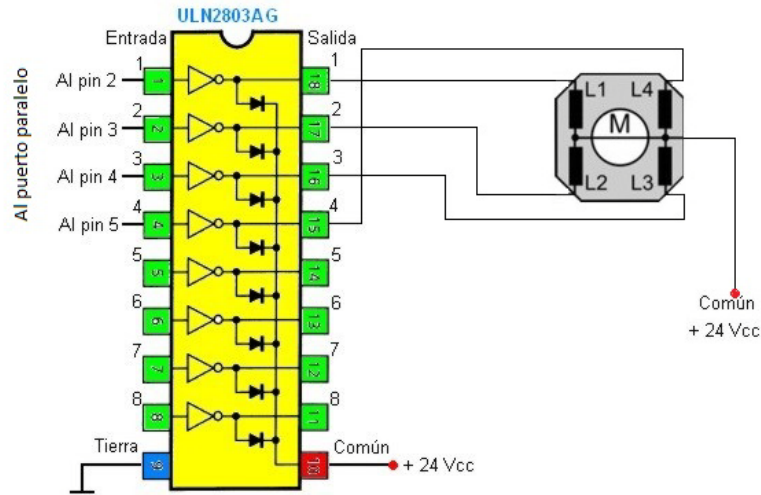 ULN2803AG
Entrada
Salida
Al puerto paralelo
1
Al pin 2
1
18
1
2
Al pin 3
2
17
2
3
Al pin 4
3
16
3
4
Al pin 5
4
15
4
5
5
14
5
6
6
13
6
7
7
12
7
8
8
11
8
Tierra
9
10
Común
+ 24 Vcc
L1
L4
M
L2
L3
Común
+ 24 Vcc